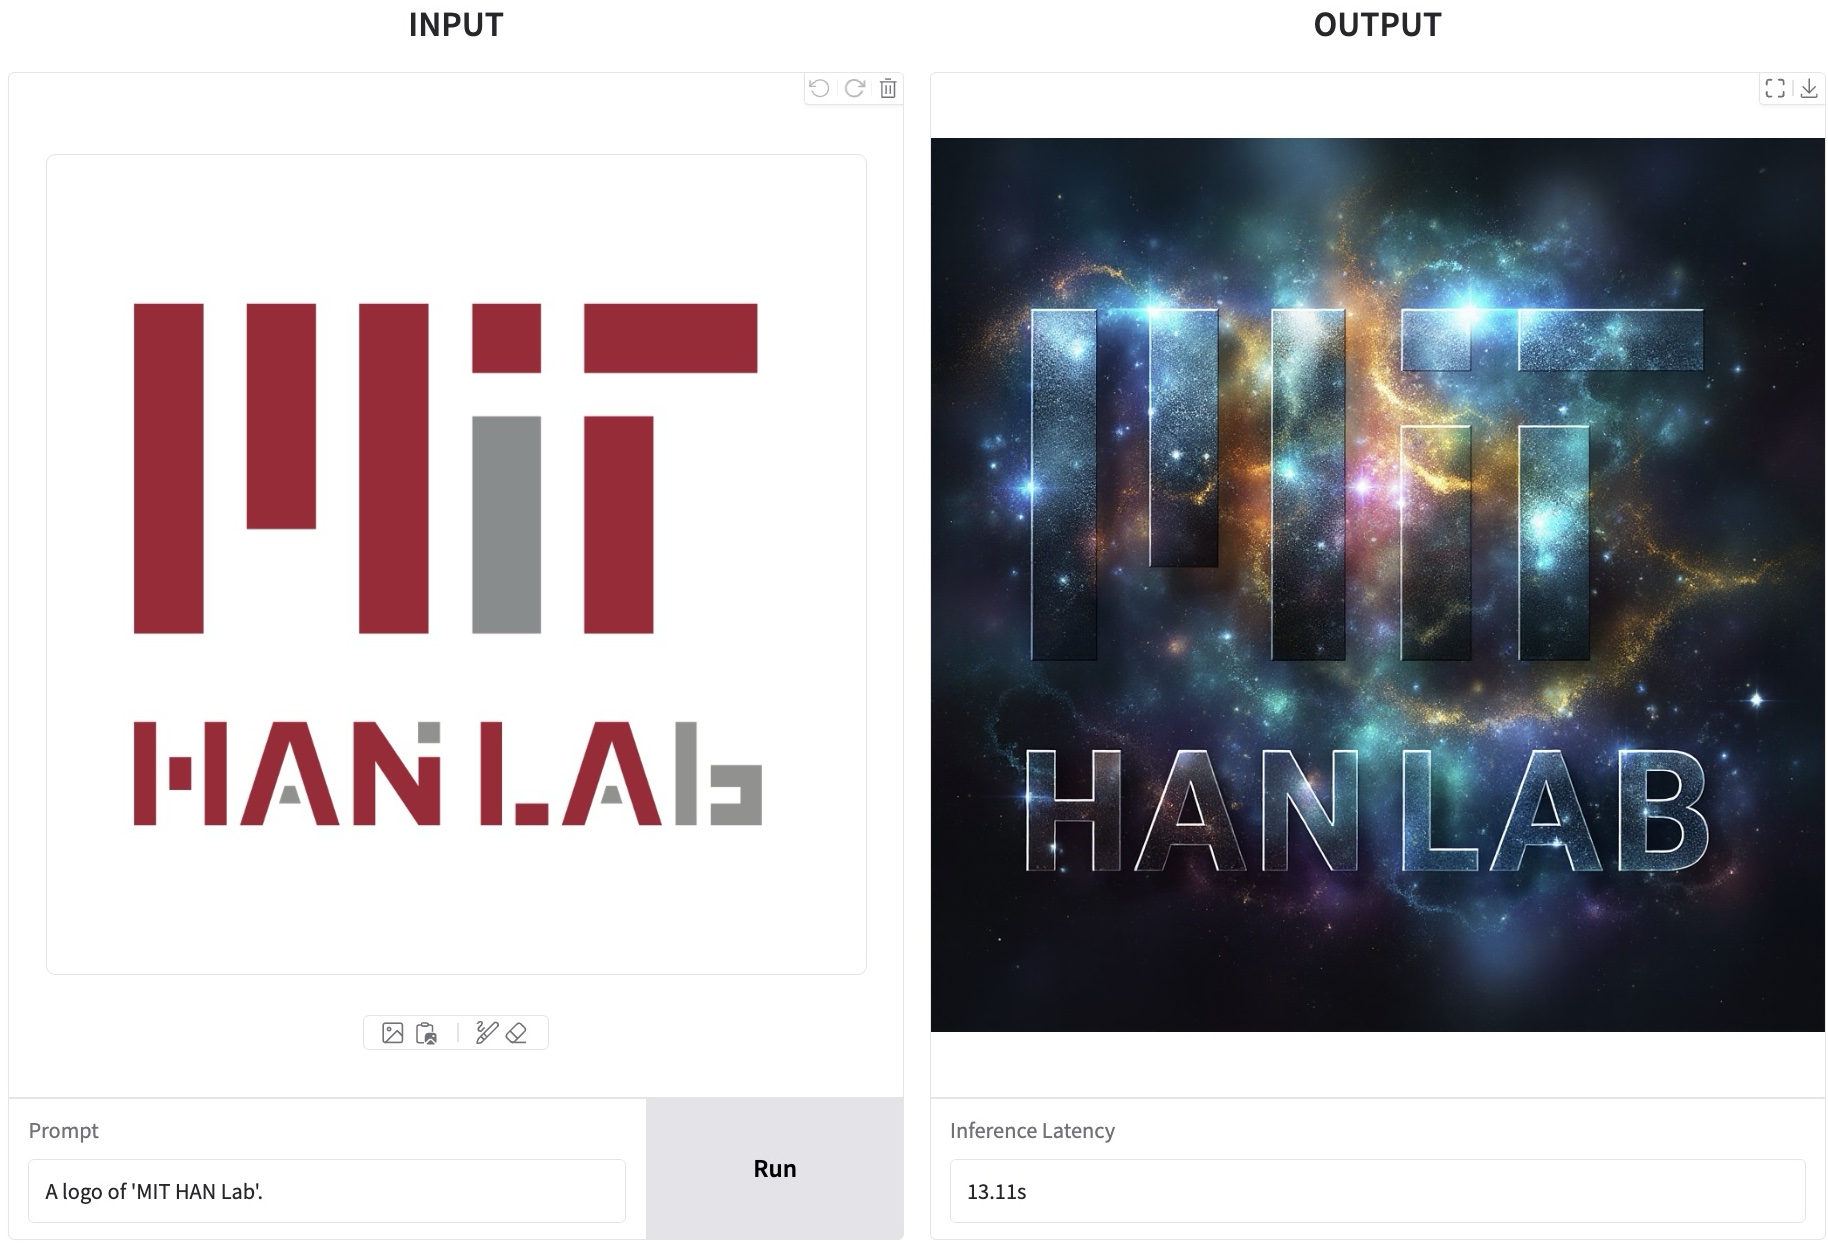 INPUT
OUTPUT
MiT
HAN LAb
MiT
HAN LAB
Prompt
A logo of 'MIT HAN Lab'.
Run
Inference Latency
13.11s